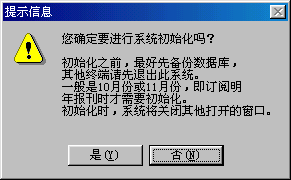 提示信息
您确定要进行系统初始化吗？
初始化之前，最好先备份数据库，
其他终端请先退出此系统。
一般是10月份或11月份，即订阅明
年报刊时才需要初始化。
初始化时，系统将关闭其他打开的窗口。
是(Y)
否(N)